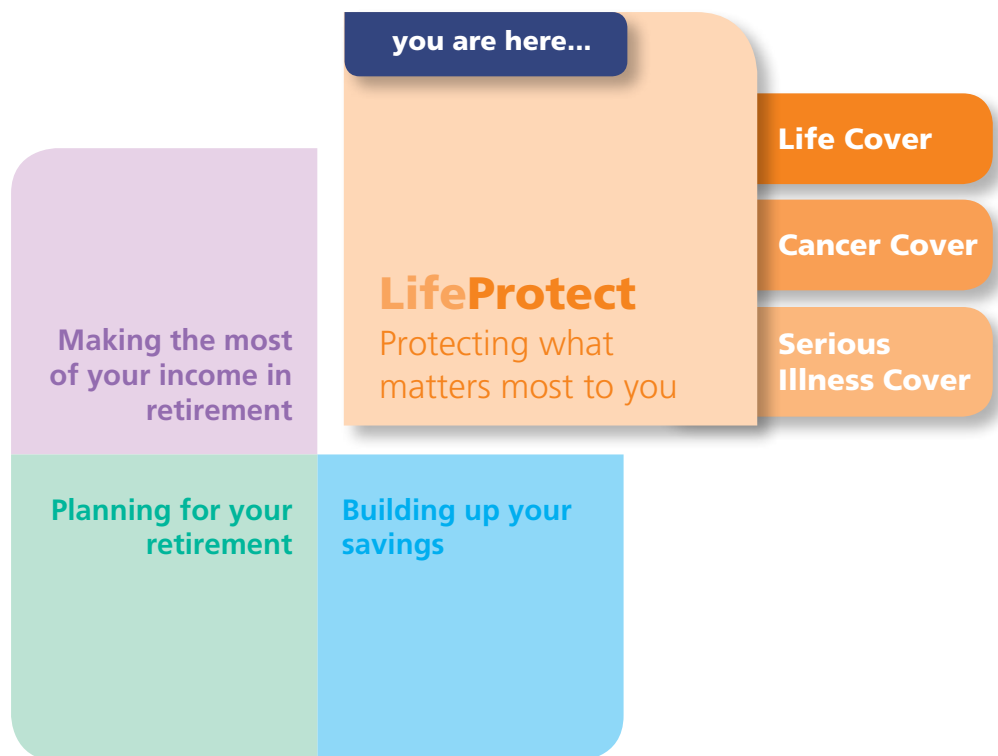 you are here...
Life Cover
Cancer Cover
Serious
Illness Cover
LifeProtect
Protecting what
matters most to you
Making the most
of your income in
retirement
Planning for your
retirement
Building up your
savings